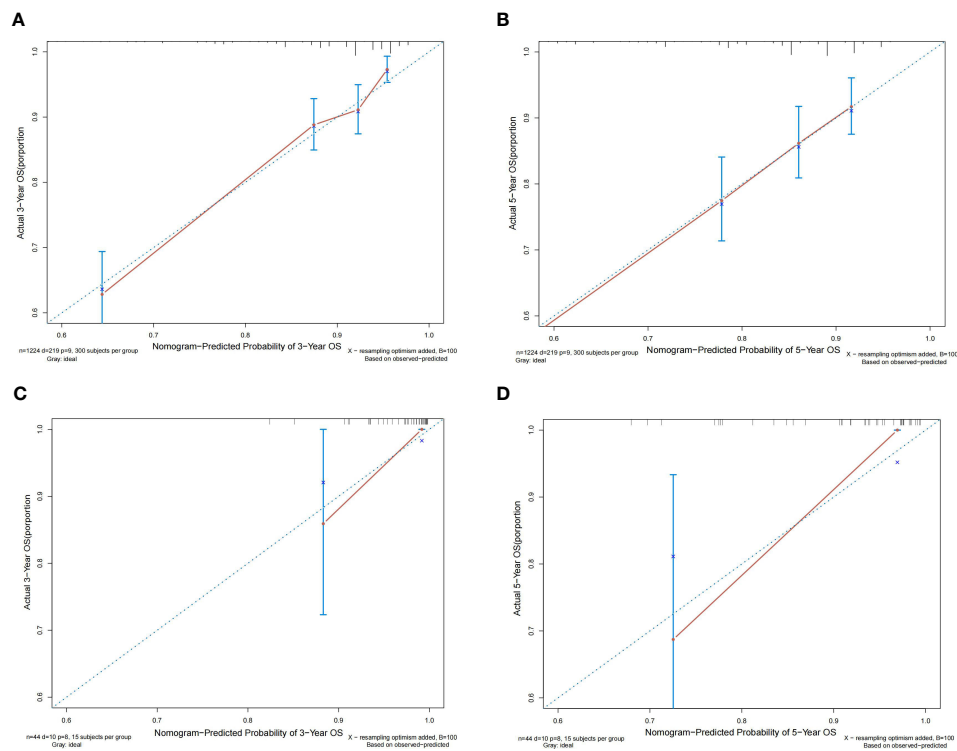 A
1.0
0.9
0.8
0.7
0.6
Actual 3−Year OS(porportion
0.6 0.7 0.8 0.9 1.0
Nomogram−Predicted Probability of 3−Year OS
n=1224 d=219 p=9, 300 subjects per group
Gray: ideal
X − resampling optimism added, B=100
Based on observed−predicted
B
1.0
0.9
0.8
0.7
0.6
Actual 5−Year OS(porportion
0.6 0.7 0.8 0.9 1.0
Nomogram−Predicted Probability of 5−Year OS
n=1224 d=219 p=9, 300 subjects per group
Gray: ideal
X − resampling optimism added, B=100
Based on observed−predicted
C
1.0
0.9
0.8
0.7
0.6
Actual 3−Year OS(porportion
0.6 0.7 0.8 0.9 1.0
Nomogram−Predicted Probability of 3−Year OS
n=44 d=10 p=8, 15 subjects per group
Gray: ideal
X − resampling optimism added, B=100
Based on observed−predicted
D
1.0
0.9
0.8
0.7
0.6
Actual 5−Year OS(porportion
0.6 0.7 0.8 0.9 1.0
Nomogram−Predicted Probability of 5−Year OS
n=44 d=10 p=8, 15 subjects per group
Gray: ideal
X − resampling optimism added, B=100
Based on observed−predicted